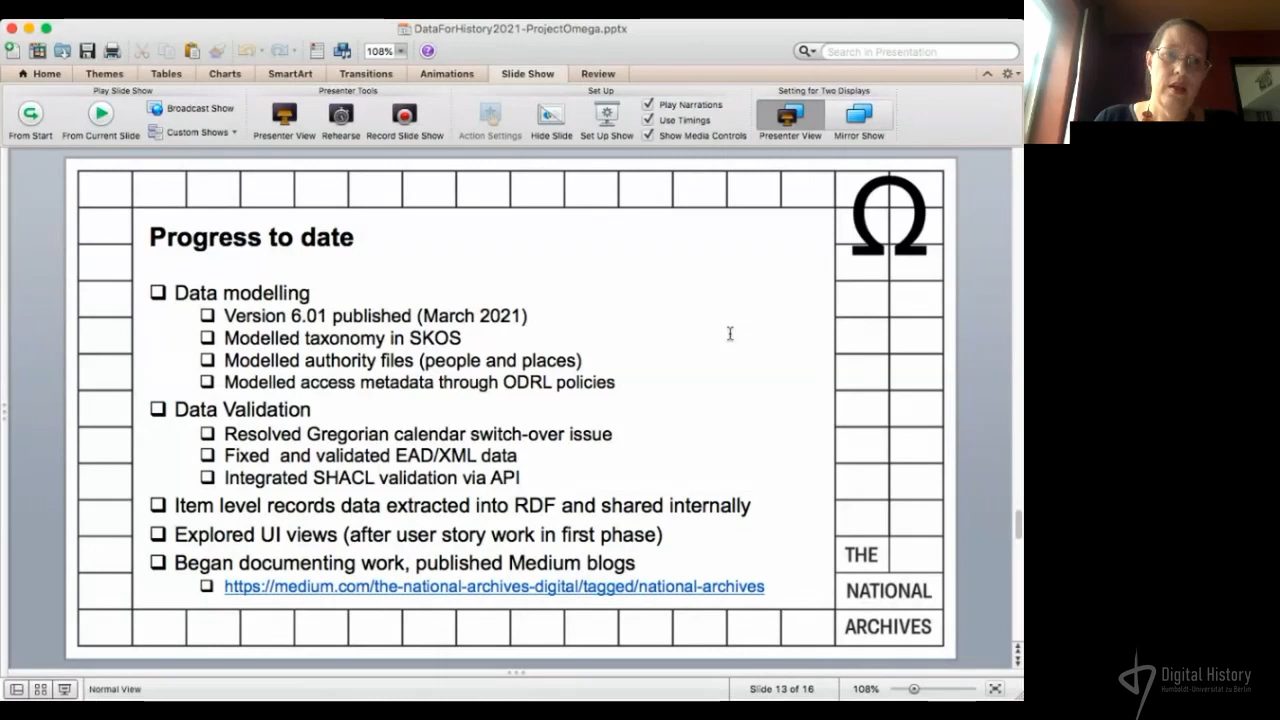 DataForHistory2021-ProjectOmega.pptx
108%
Search in Presentation
Home
Themes
Tables
Charts
SmartArt
Transitions
Animations
Slide Show
Review
Play Slide Show
Presenter Tools
Set Up
Setting for Two Displays
From Start
From Current Slide
Broadcast Show
Custom Shows
Presenter View
Rehearse
Record Slide Show
Action Settings
Hide Slide
Set Up Show
Play Narrations
Use Timings
Show Media Controls
Presenter View
Mirror Show
Ω
Progress to date
Data modelling
Version 6.01 published (March 2021)
Modelled taxonomy in SKOS
Modelled authority files (people and places)
Modelled access metadata through ODRL policies
Data Validation
Resolved Gregorian calendar switch-over issue
Fixed and validated EAD/XML data
Integrated SHACL validation via API
Item level records data extracted into RDF and shared internally
Explored UI views (after user story work in first phase)
Began documenting work, published Medium blogs
https://medium.com/the-national-archives-digital/tagged/national-archives
THE
NATIONAL
ARCHIVES
Normal View
Slide 13 of 16
108%
Digital History
Humboldt-Universität zu Berlin